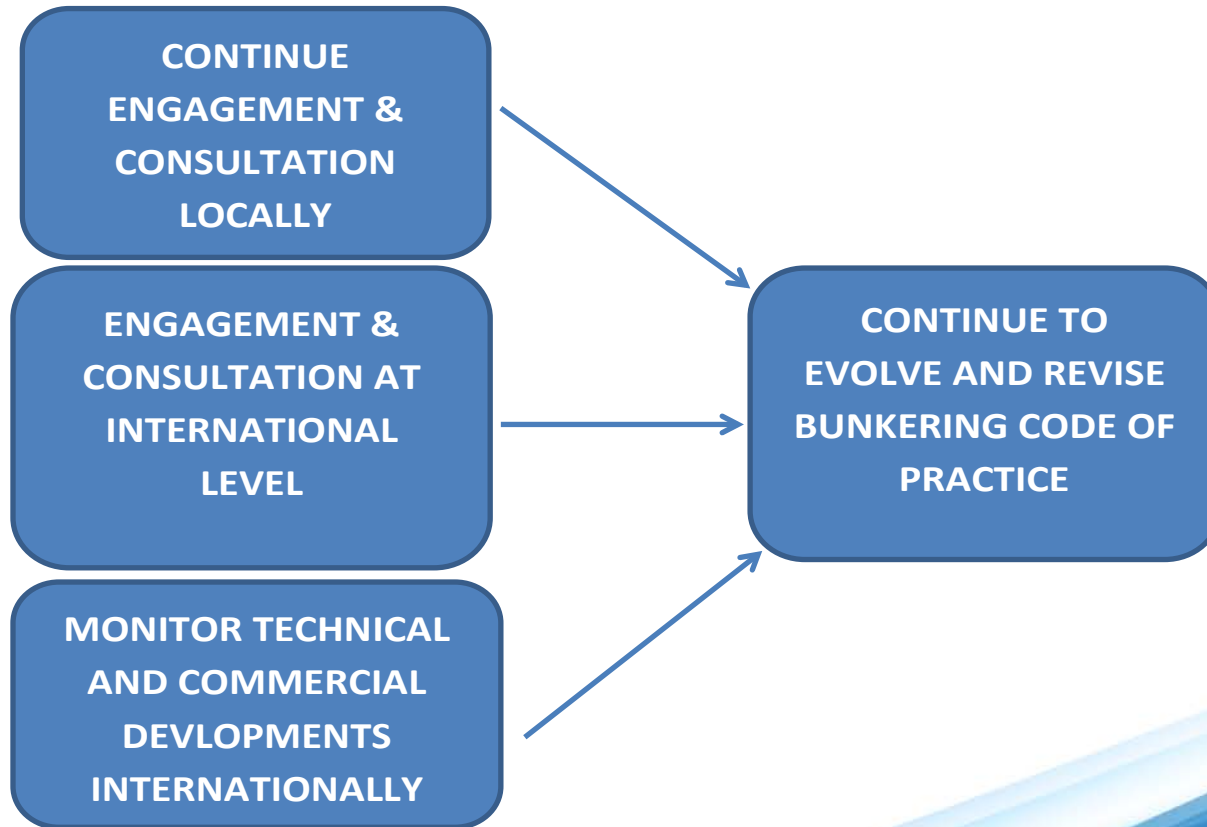 CONTINUE
ENGAGEMENT &
CONSULTATION
LOCALLY
ENGAGEMENT &
CONSULTATION AT
INTERNATIONAL
LEVEL
MONITOR TECHNICAL
AND COMMERCIAL
DEVLOPMENTS
INTERNATIONALLY
CONTINUE TO
EVOLVE AND REVISE
BUNKERING CODE OF
PRACTICE